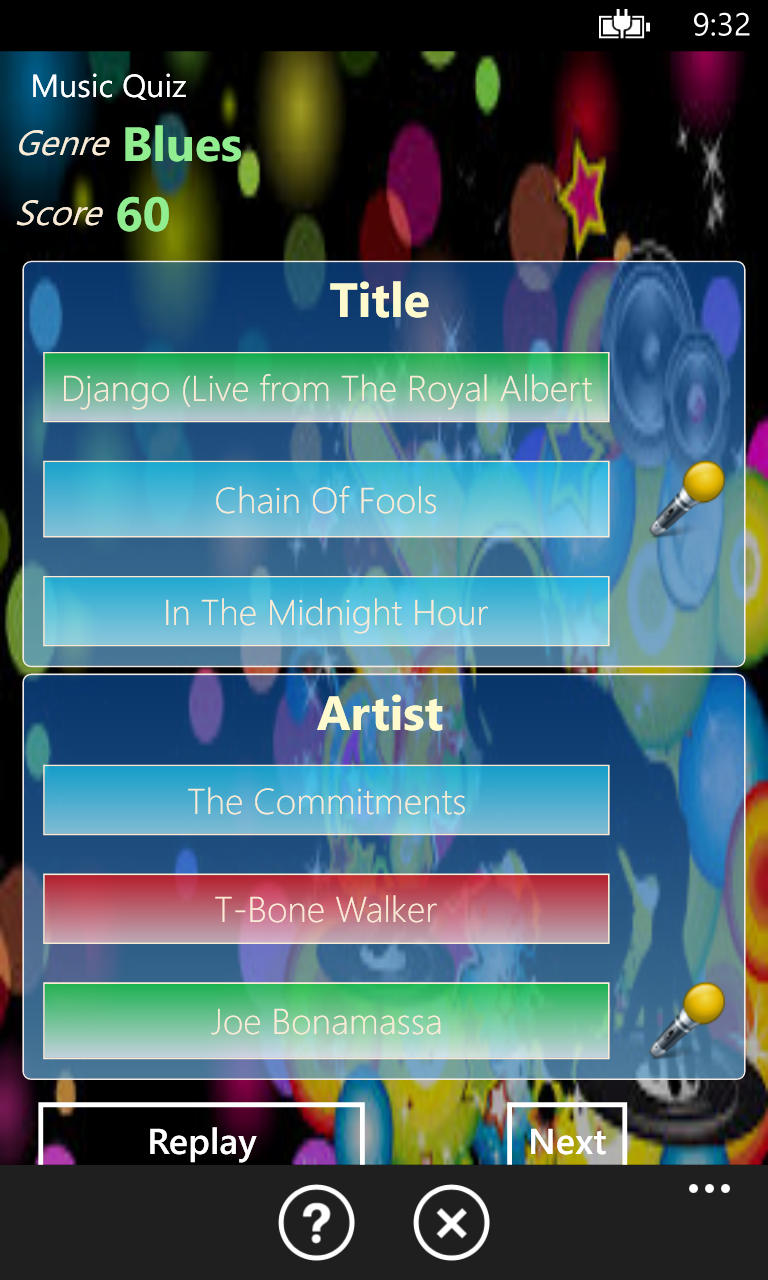 9:32
Music Quiz
Genre Blues
Score 60
Title
Django (Live from The Royal Albert
Chain Of Fools
In The Midnight Hour
Artist
The Commitments
T-Bone Walker
Joe Bonamassa
Replay Next
?